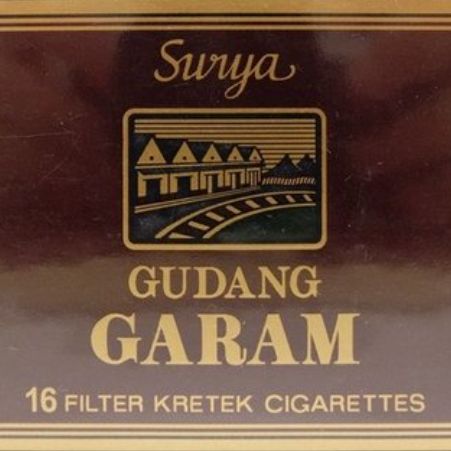 Surya
GUDANG
GARAM
16 FILTER KRETEK CIGARETTES